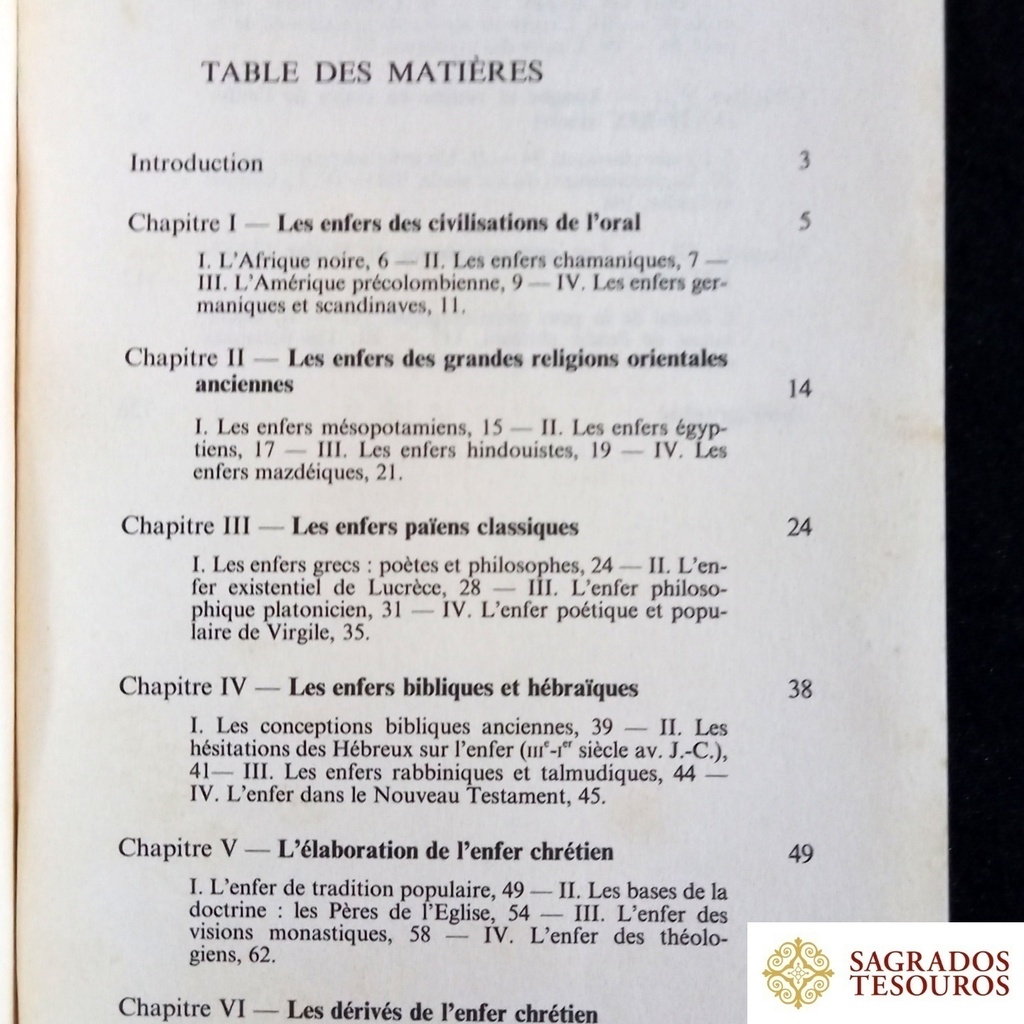 TABLE DES MATIÈRES
Introduction 3
Chapitre I — Les enfers des civilisations de l'oral 5
I. L'Afrique noire, 6 — II. Les enfers chamaniques, 7 —
III. L'Amérique précolombienne, 9 — IV. Les enfers ger-
maniques et scandinaves, 11.
Chapitre II — Les enfers des grandes religions orientales
anciennes 14
I. Les enfers mésopotamiens, 15 — II. Les enfers égyp-
tiens, 17 — III. Les enfers hindouistes, 19 — IV. Les
enfers mazdéiques, 21.
Chapitre III — Les enfers païens classiques 24
I. Les enfers grecs : poètes et philosophes, 24 — II. L'en-
fer existentiel de Lucrèce, 28 — III. L'enfer philoso-
phique platonicien, 31 — IV. L'enfer poétique et popu-
laire de Virgile, 35.
Chapitre IV — Les enfers bibliques et hébraïques 38
I. Les conceptions bibliques anciennes, 39 — II. Les
hésitations des Hébreux sur l'enfer (IIIe-Ier siècle av. J.-C.),
41— III. Les enfers rabbiniques et talmudiques, 44 —
IV. L'enfer dans le Nouveau Testament, 45.
Chapitre V — L'élaboration de l'enfer chrétien 49
I. L'enfer de tradition populaire, 49 — II. Les bases de la
doctrine : les Pères de l'Eglise, 54 — III. L'enfer des
visions monastiques, 58 — IV. L'enfer des théolo-
giens, 62.
Chapitre VI — Les dérivés de l'enfer chrétien
SAGRADOS
TESOUROS